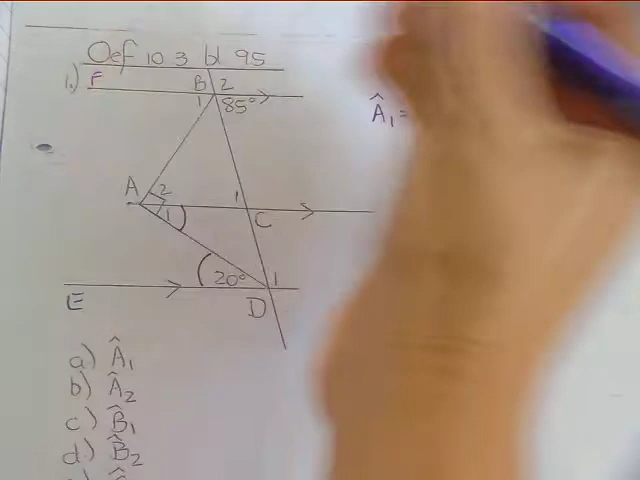 Oef 10 3 bl 95
1.) F B 2
1 85°
Â₁ =
A 2 1
1 C
20° 1
E D
a) Â₁
b) Â₂
c) B̂₁
d) B̂₂